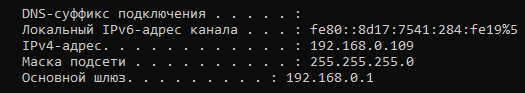 DNS-суффикс подключения . . . . . :
Локальный IPv6-адрес канала . . . : fe80::8d17:7541:284:fe19%5
IPv4-адрес. . . . . . . . . . . . : 192.168.0.109
Маска подсети . . . . . . . . . . : 255.255.255.0
Основной шлюз. . . . . . . . . : 192.168.0.1